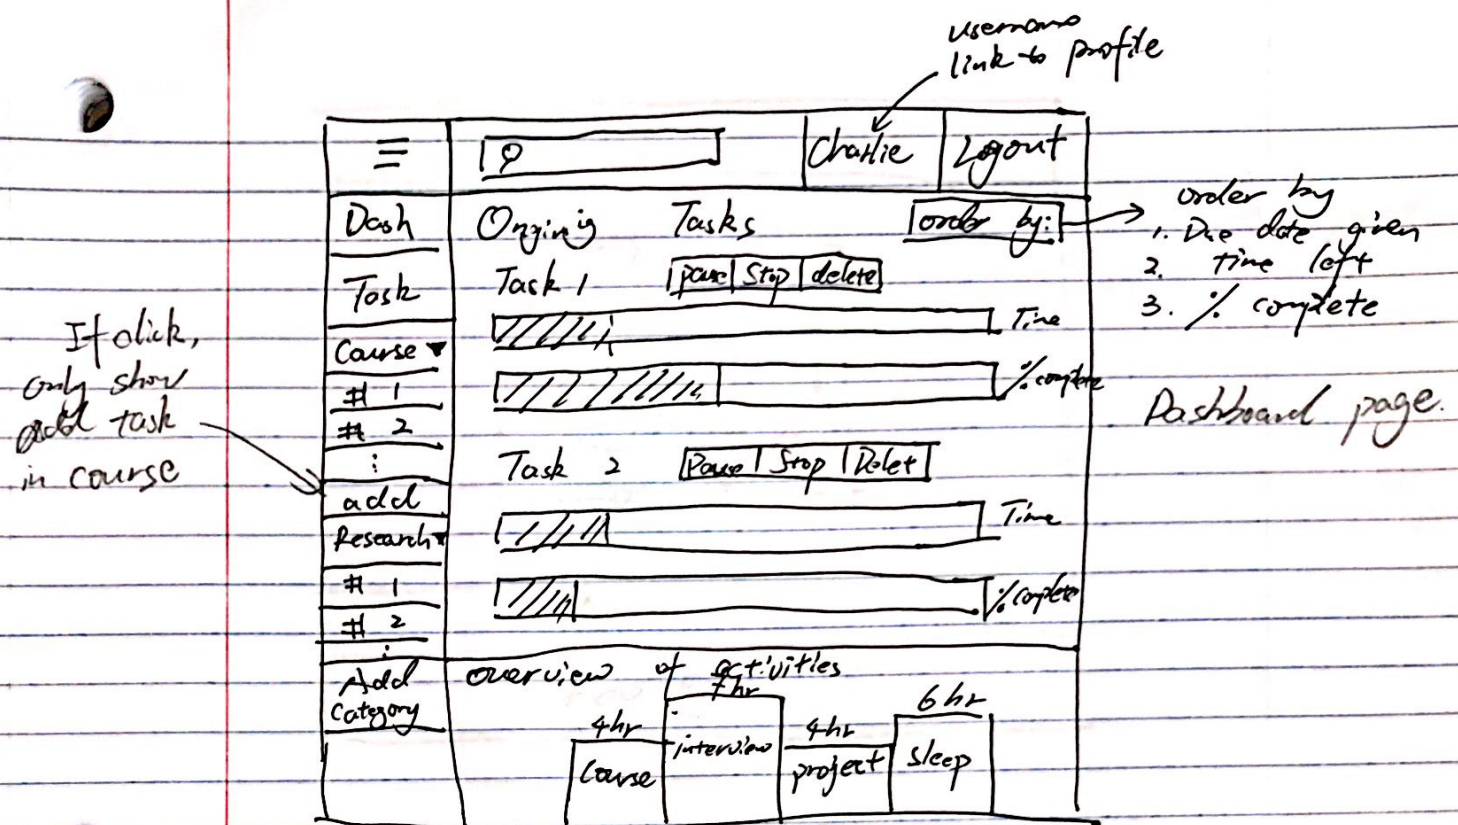 username
link to profile
Charlie
Logout
Dash
Ongoing Tasks
order by:
order by
1. Due date given
2. time left
3. % complete
Task
Task 1
pause Stop delete
Time
If click,
only show
add task
in course
Course
# 1
# 2
⋮
% complete
Dashboard page.
Task 2
Pause Stop Delet
add
Time
Research
# 1
# 2
⋮
% complete
Add
Category
overview of activities
4hr
7hr
4hr
6hr
Course
interview
project
sleep